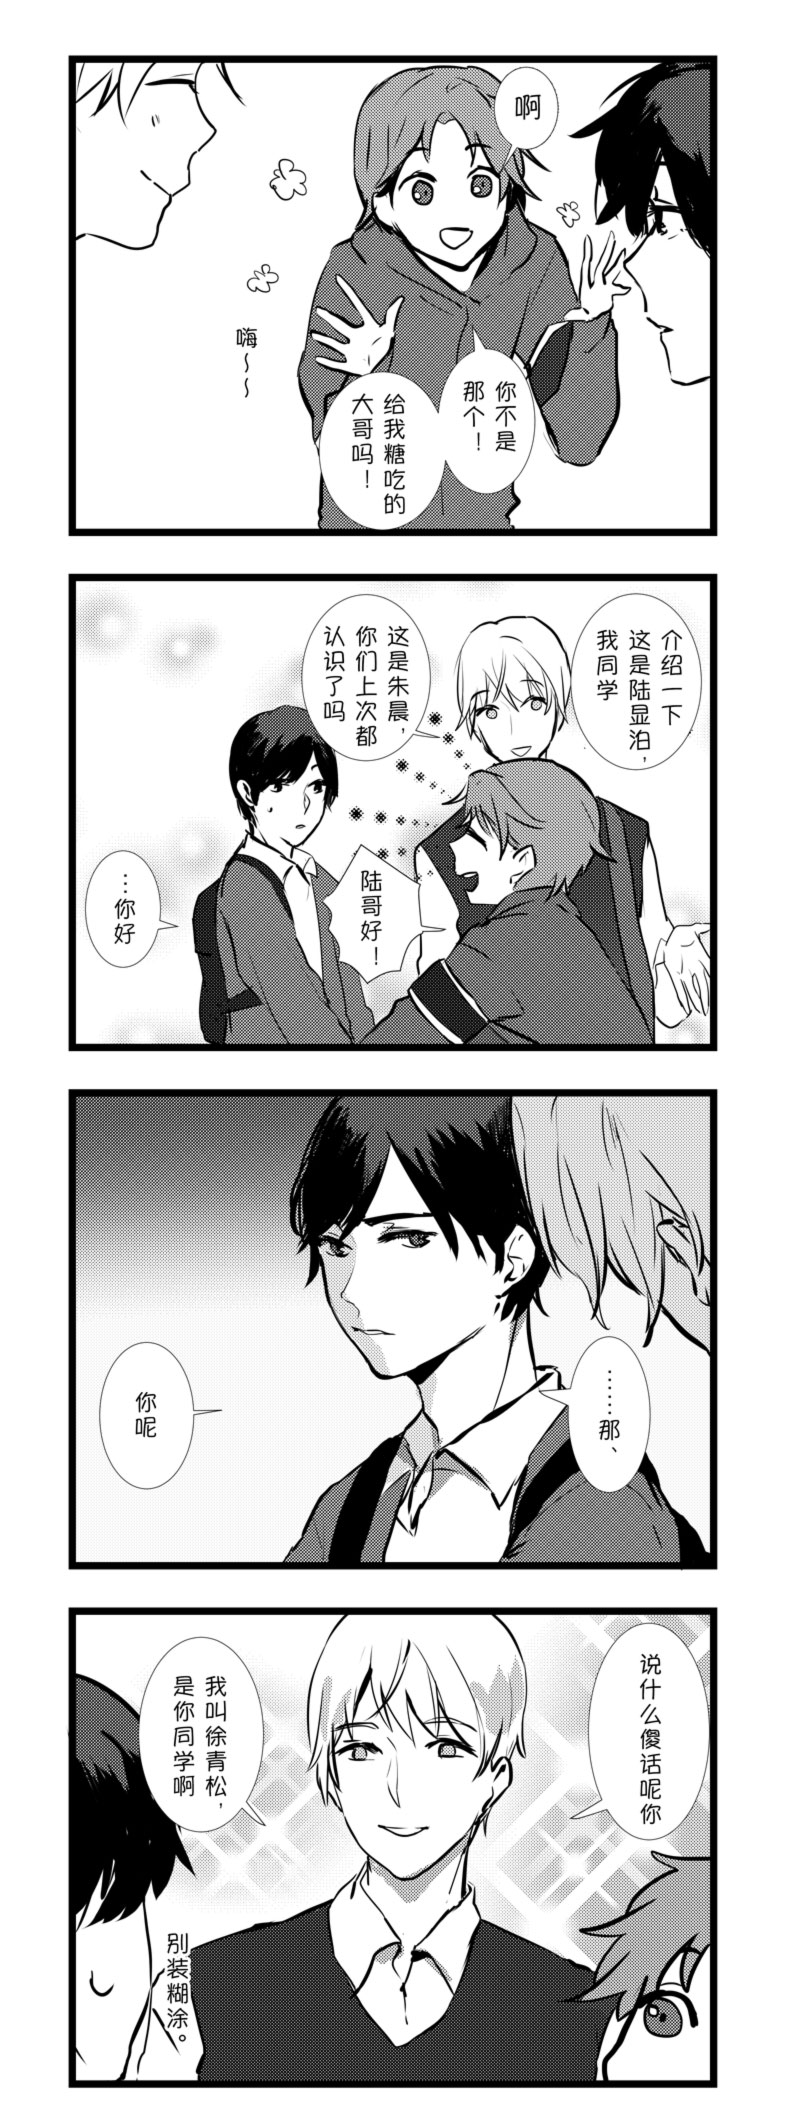 啊
你不是
那个！
给我糖吃的
大哥吗！
嗨～～
介绍一下
这是陆显泊，
我同学
这是朱晨，
你们上次都
认识了吗
陆哥好！
…你好
……那、
你呢
说什么傻话呢你
我叫徐青松，
是你同学啊
别装糊涂。